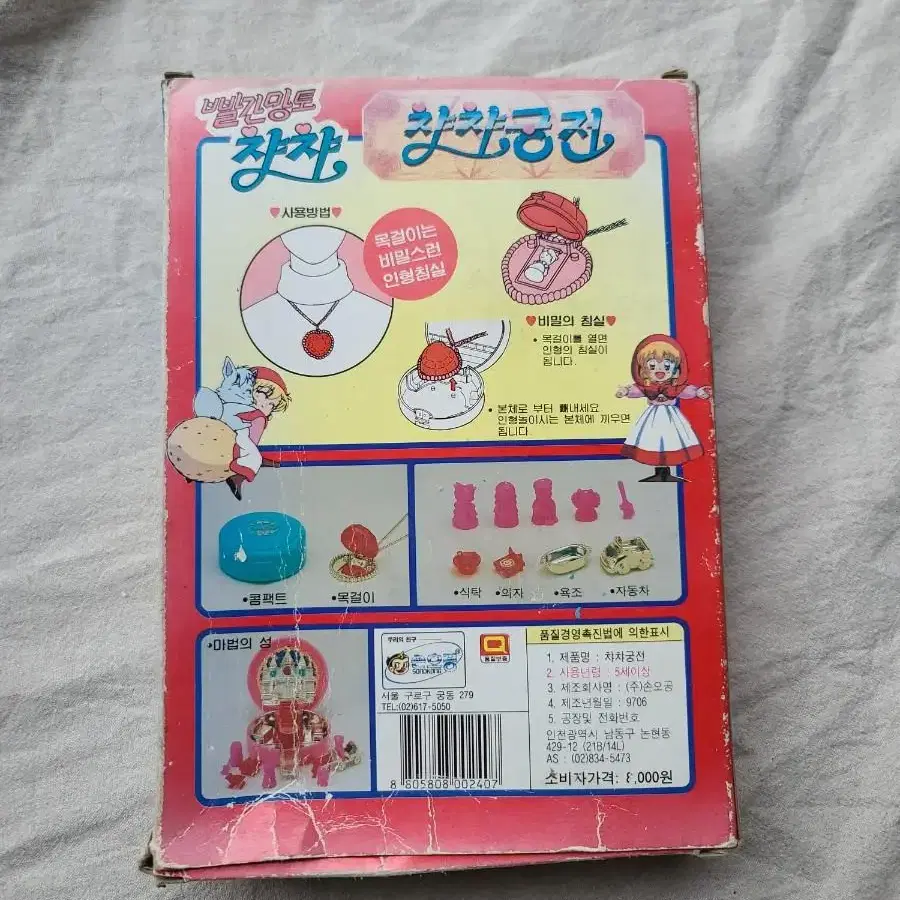 빨간망토
챠챠
챠챠궁전
♥사용방법♥
목걸이는
비밀스런
인형침실
♥비밀의 침실♥
• 목걸이를 열면
인형의 침실이
됩니다.
• 본체로 부터 빼내세요
인형놀이시는 본체에 끼우면
됩니다.
•콤팩트
•목걸이
•식탁
•의자
•욕조
•자동차
•마법의 성
우리의 친구
SONOKONG
서울 구로구 궁동 279
TEL:(02)617-5050
8 805808 002407
Q
품질보증
품질경영촉진법에 의한표시
1. 제품명 : 챠챠궁전
2. 사용년령 : 5세이상
3. 제조회사명 : (주)손오공
4. 제조년월일 : 9706
5. 공장및 전화번호
인천광역시 남동구 논현동
429-12 (21B/14L)
AS : (02)834-5473
소비자가격: 8,000원